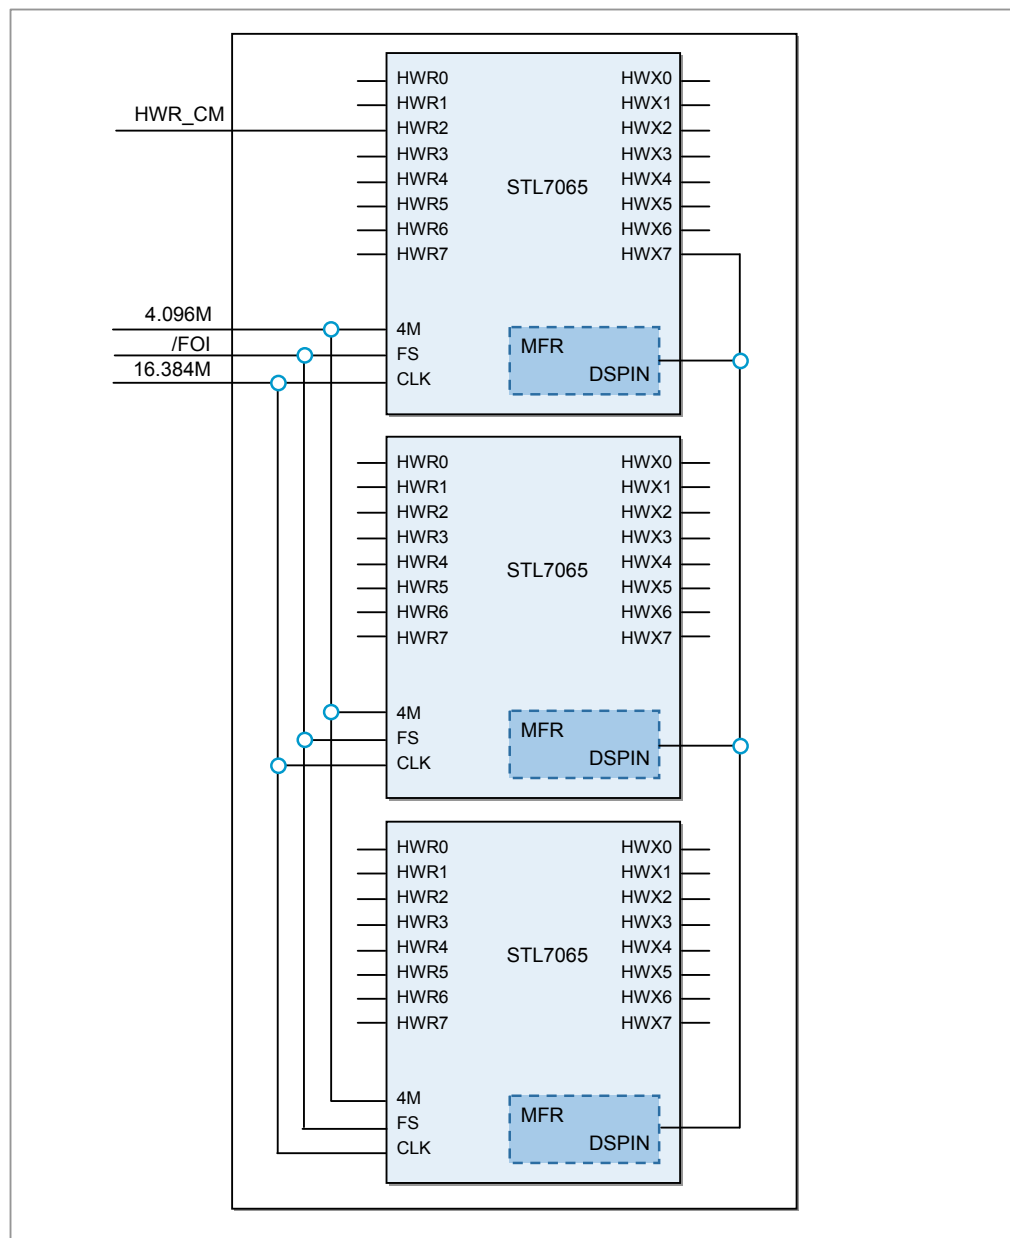 HWR0 HWX0
HWR1 HWX1
HWR_CM HWR2 HWX2
HWR3 HWX3
HWR4 STL7065 HWX4
HWR5 HWX5
HWR6 HWX6
HWR7 HWX7
4.096M 4M
/FOI FS MFR
16.384M CLK DSPIN
HWR0 HWX0
HWR1 HWX1
HWR2 HWX2
HWR3 HWX3
HWR4 STL7065 HWX4
HWR5 HWX5
HWR6 HWX6
HWR7 HWX7
4M
FS MFR
CLK DSPIN
HWR0 HWX0
HWR1 HWX1
HWR2 HWX2
HWR3 HWX3
HWR4 STL7065 HWX4
HWR5 HWX5
HWR6 HWX6
HWR7 HWX7
4M
FS MFR
CLK DSPIN